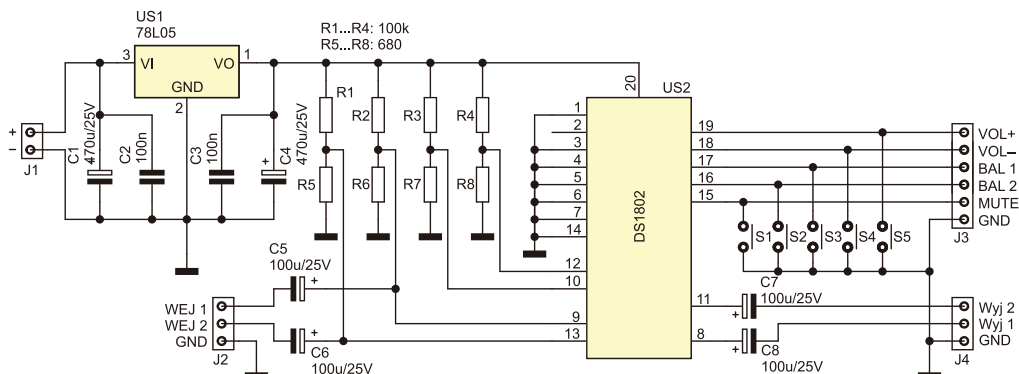 US1
78L05
R1...R4: 100k
R5...R8: 680
3
VI
VO
1
GND
2
20
US2
R1
R2
R3
R4
R5
R6
R7
R8
C1
470u/25V
C2
100n
C3
100n
C4
470u/25V
+
+
–
J1
1
2
3
4
5
6
7
14
12
10
9
13
DS1802
19
18
17
16
15
11
8
VOL+
VOL–
BAL 1
BAL 2
MUTE
GND
J3
S1
S2
S3
S4
S5
C5
100u/25V
+
WEJ 1
WEJ 2
GND
J2
+
C6
100u/25V
C7
100u/25V
+
+
C8
100u/25V
Wyj 2
Wyj 1
GND
J4